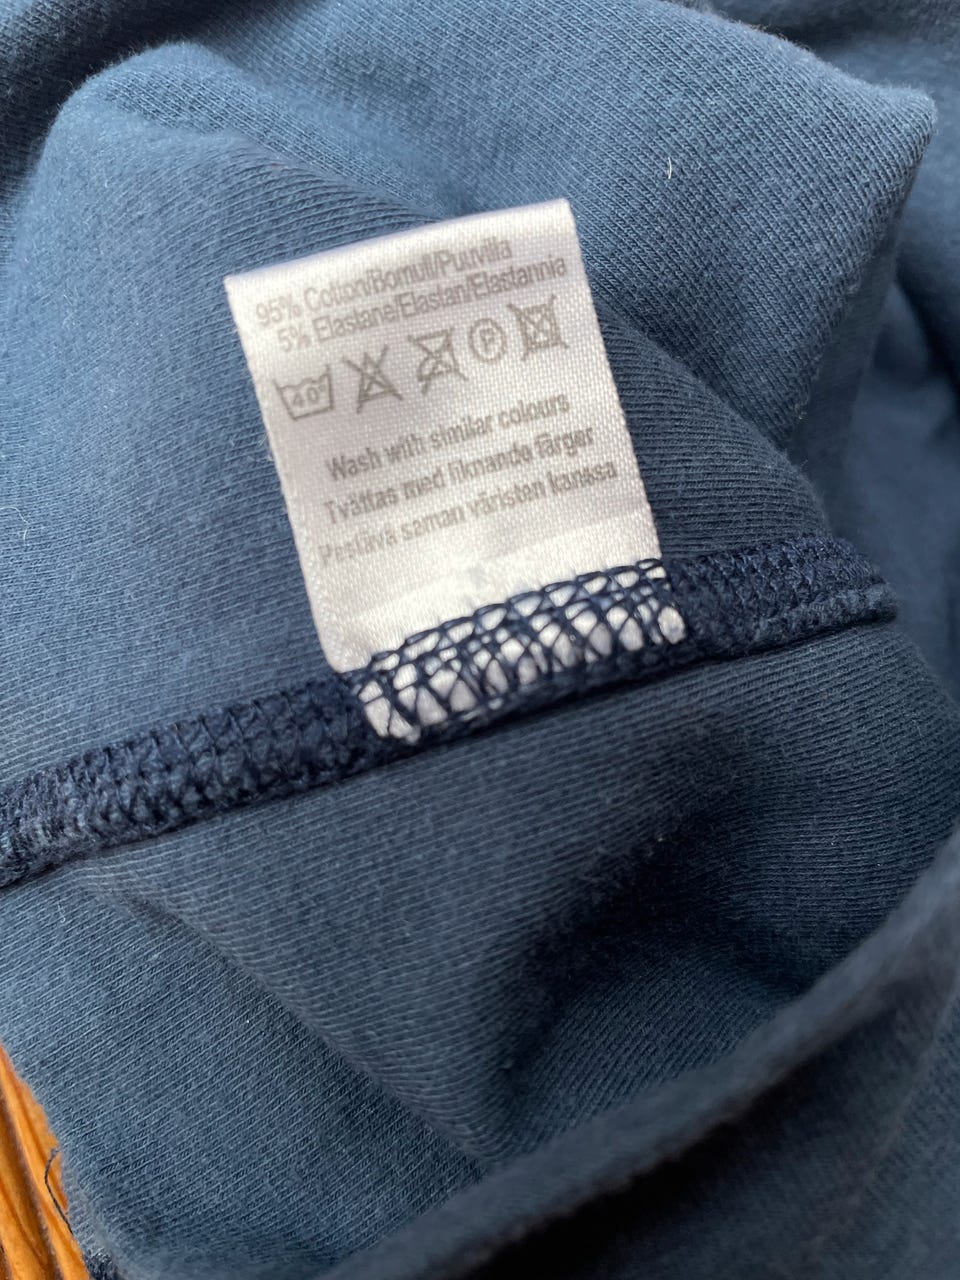 95% Cotton/Bomull/Puuvilla
5% Elastane/Elastan/Elastannia
40° P
Wash with similar colours
Tvättas med liknande färger
Pestävä saman väristen kanssa